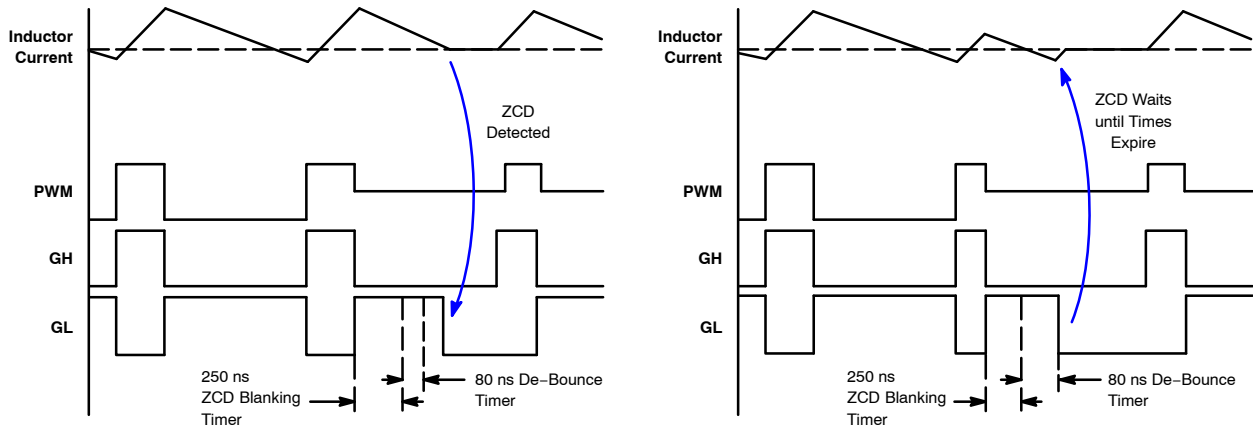 Inductor
Current
ZCD
Detected
PWM
GH
GL
250 ns
ZCD Blanking
Timer
80 ns De−Bounce
Timer
Inductor
Current
ZCD Waits
until Times
Expire
PWM
GH
GL
250 ns
ZCD Blanking
Timer
80 ns De−Bounce
Timer